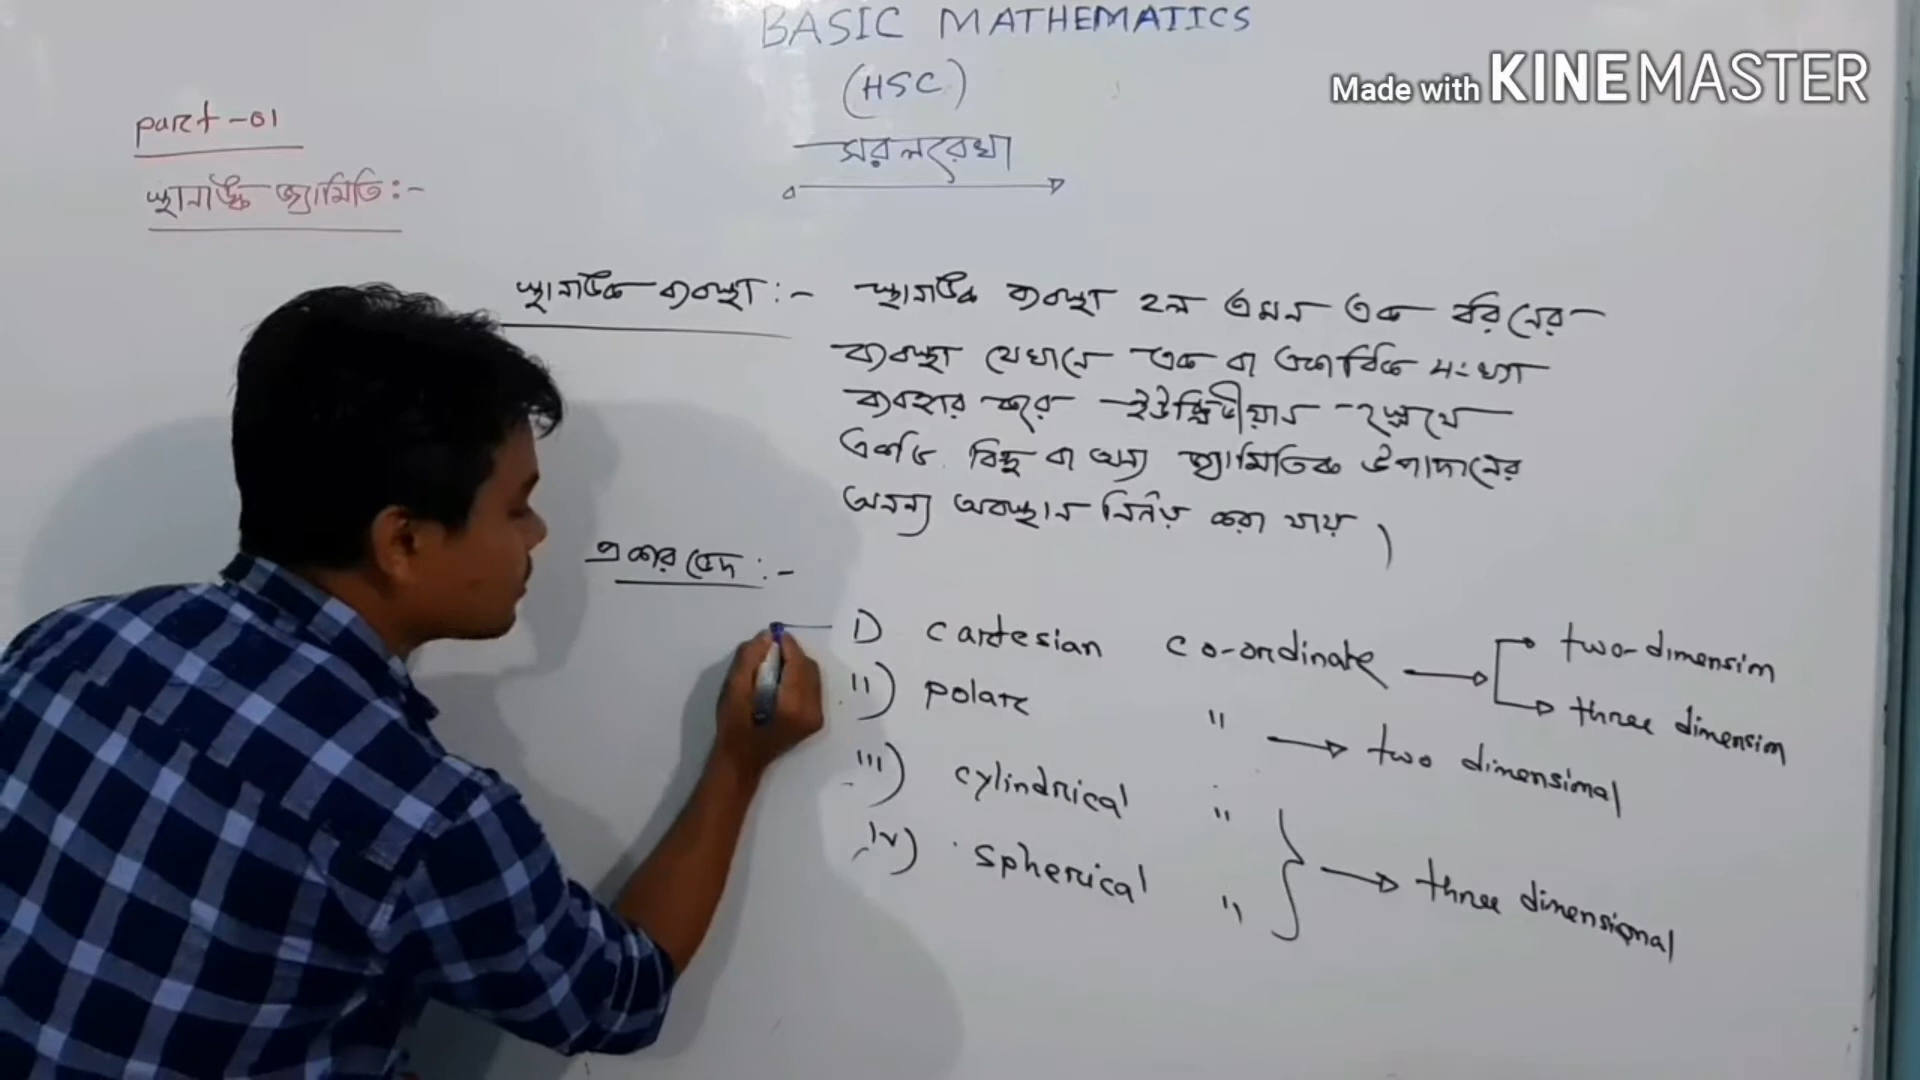 BASIC MATHEMATICS
(HSC)
সরলরেখা
Made with KINEMASTER
part-01
স্থানাঙ্ক জ্যামিতি:-
স্থানাঙ্ক ব্যবস্থা :- স্থানাঙ্ক ব্যবস্থা হল এমন এক ধরনের
ব্যবস্থা যেখানে এক বা একাধিক সংখ্যা
ব্যবহার করে ইউক্লিডীয়ান
একটি বিন্দু বা অন্য জ্যামিতিক উপাদানের
অনন্য অবস্থান নির্ণয় করা যায়
প্রকারভেদ :-
i) cartesian co-ordinate → two-dimension
→ three dimension
ii) polar " → two dimensional
iii) cylindrical "
iv) spherical " } → three dimensional